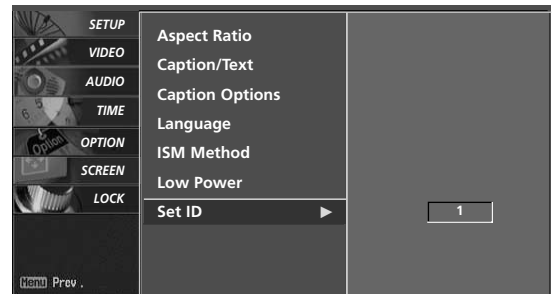 SETUP
VIDEO
AUDIO
TIME
OPTION
SCREEN
LOCK
Menu Prev.
Aspect Ratio
Caption/Text
Caption Options
Language
ISM Method
Low Power
Set ID ▶
1